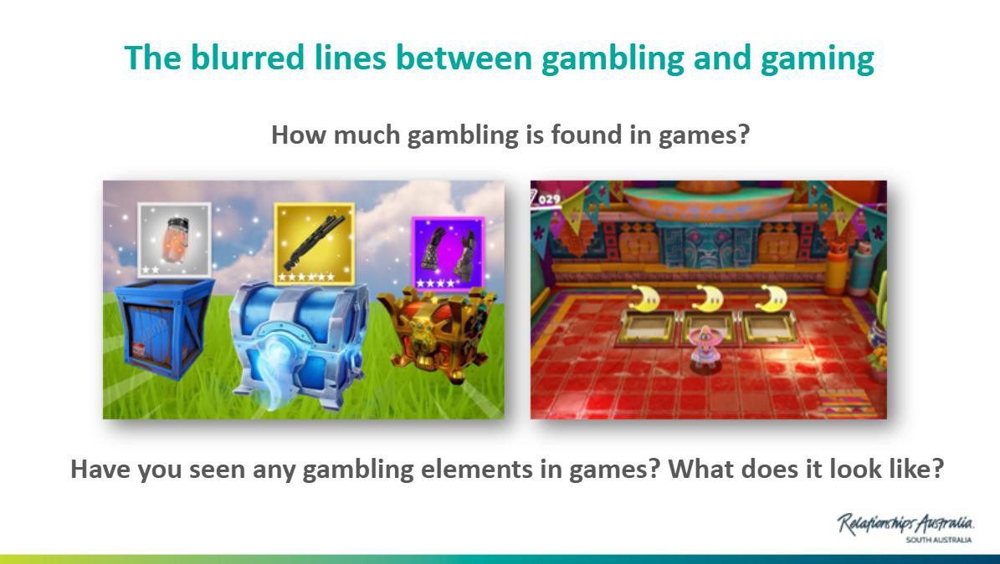 The blurred lines between gambling and gaming
How much gambling is found in games?
029
Have you seen any gambling elements in games? What does it look like?
Relationships Australia.
SOUTH AUSTRALIA